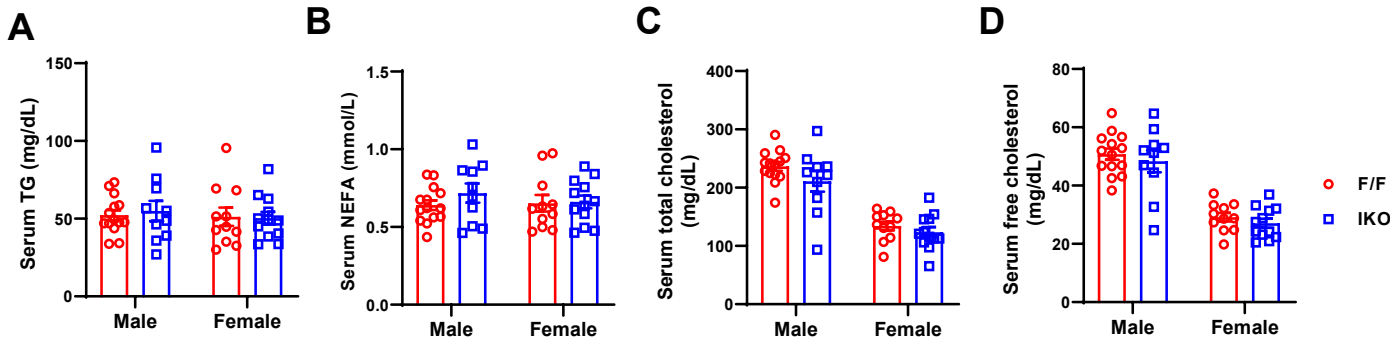 A
Serum TG (mg/dL)
150
100
50
0
Male
Female
B
Serum NEFA (mmol/L)
1.5
1.0
0.5
0.0
Male
Female
C
Serum total cholesterol
(mg/dL)
400
300
200
100
0
Male
Female
D
Serum free cholesterol
(mg/dL)
80
60
40
20
0
Male
Female
F/F
IKO